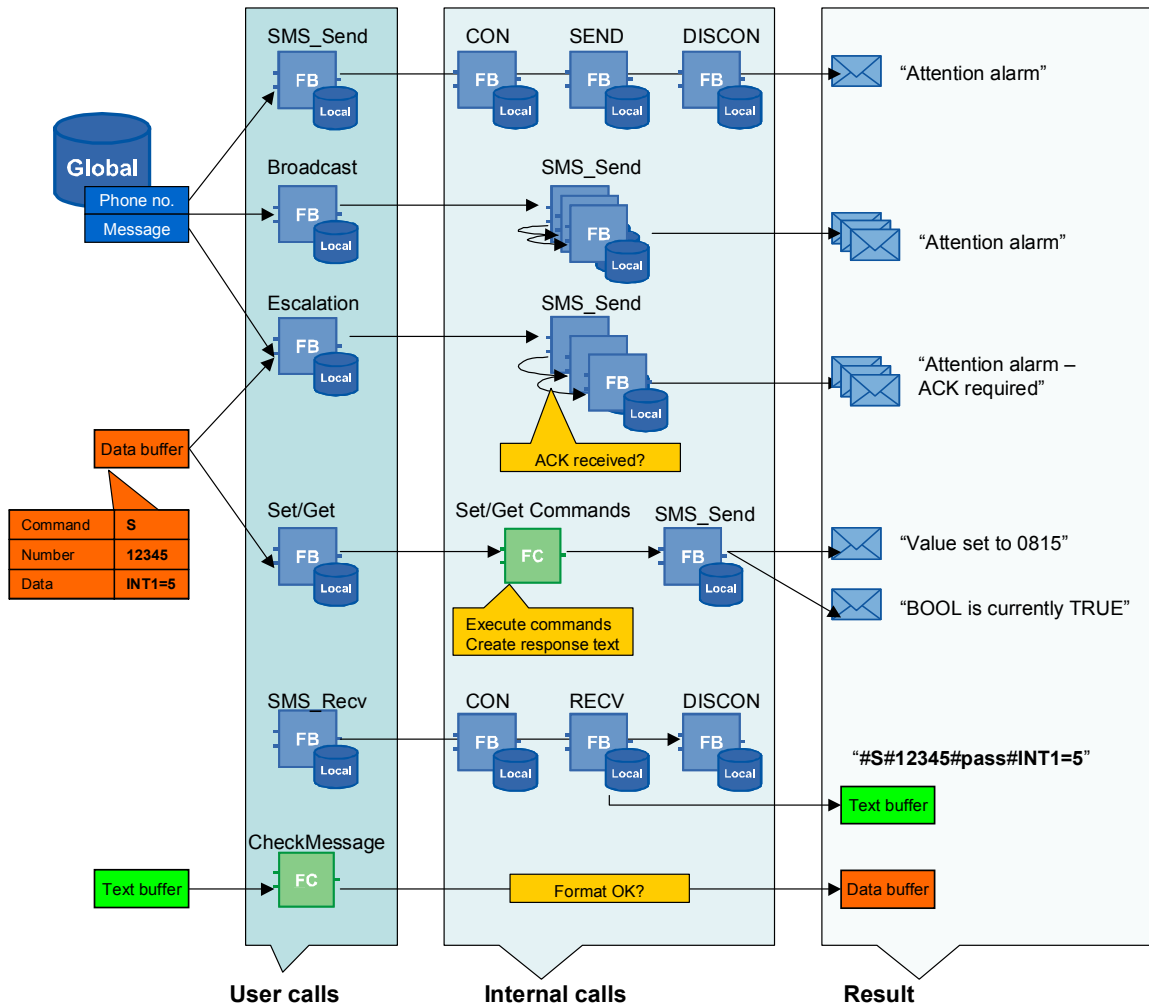 SMS_Send
CON
SEND
DISCON
FB
Local
FB
Local
FB
Local
FB
Local
“Attention alarm”
Global
Phone no.
Message
Broadcast
SMS_Send
FB
Local
FB
Local
“Attention alarm”
Escalation
SMS_Send
FB
Local
FB
Local
“Attention alarm –
ACK required”
ACK received?
Data buffer
Command S
Number 12345
Data INT1=5
Set/Get
Set/Get Commands
SMS_Send
FB
Local
FC
FB
Local
“Value set to 0815”
“BOOL is currently TRUE”
Execute commands
Create response text
SMS_Recv
CON
RECV
DISCON
FB
Local
FB
Local
FB
Local
FB
Local
“#S#12345#pass#INT1=5”
Text buffer
CheckMessage
Text buffer
FC
Format OK?
Data buffer
User calls
Internal calls
Result